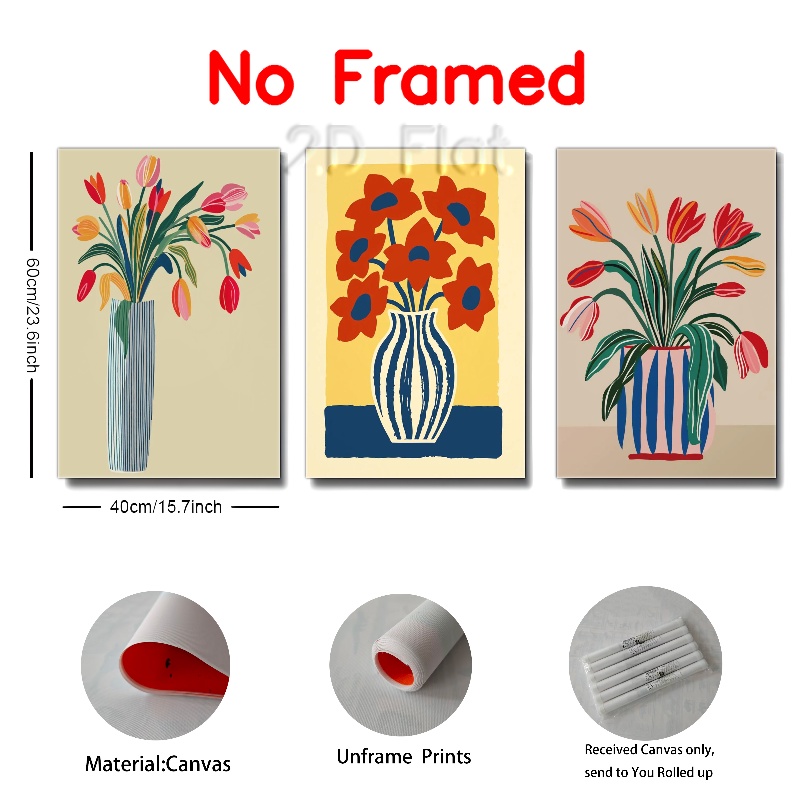 No Framed
2D Flat
60cm/23.6inch
40cm/15.7inch
Material:Canvas
Unframe Prints
Received Canvas only,
send to You Rolled up